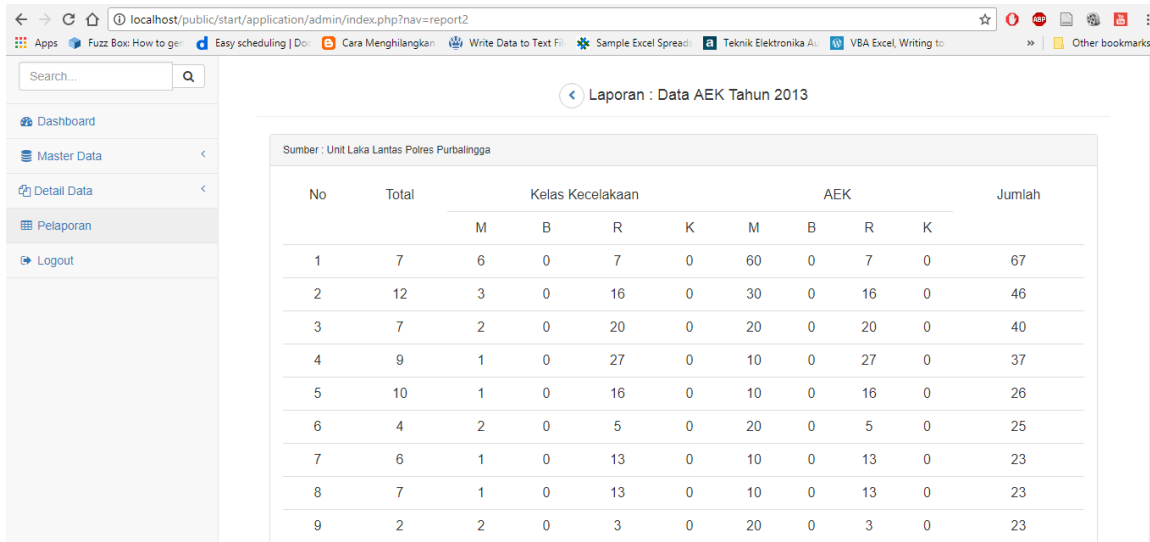 localhost/public/start/application/admin/index.php?nav=report2
Apps Fuzz Box: How to ger Easy scheduling | Doc Cara Menghilangkan Write Data to Text Fil Sample Excel Spreads Teknik Elektronika Au VBA Excel, Writing to » Other bookmarks
Search...
Dashboard
Master Data
Detail Data
Pelaporan
Logout
Laporan : Data AEK Tahun 2013
Sumber : Unit Laka Lantas Polres Purbalingga
No Total Kelas Kecelakaan AEK Jumlah
M B R K M B R K
1 7 6 0 7 0 60 0 7 0 67
2 12 3 0 16 0 30 0 16 0 46
3 7 2 0 20 0 20 0 20 0 40
4 9 1 0 27 0 10 0 27 0 37
5 10 1 0 16 0 10 0 16 0 26
6 4 2 0 5 0 20 0 5 0 25
7 6 1 0 13 0 10 0 13 0 23
8 7 1 0 13 0 10 0 13 0 23
9 2 2 0 3 0 20 0 3 0 23